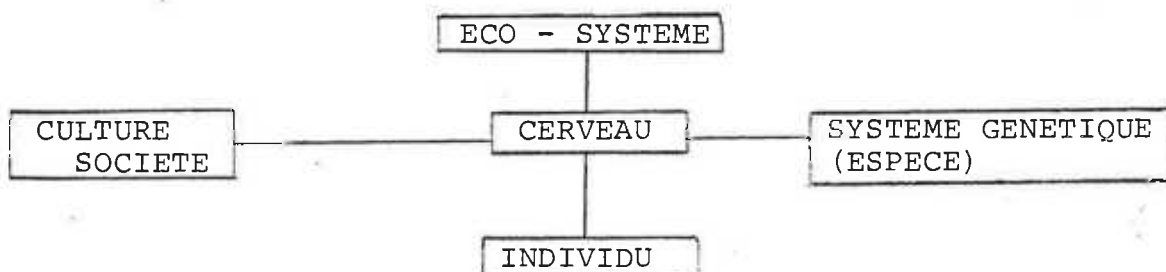 ECO - SYSTEME
CULTURE
SOCIETE
CERVEAU
SYSTEME GENETIQUE
(ESPECE)
INDIVIDU